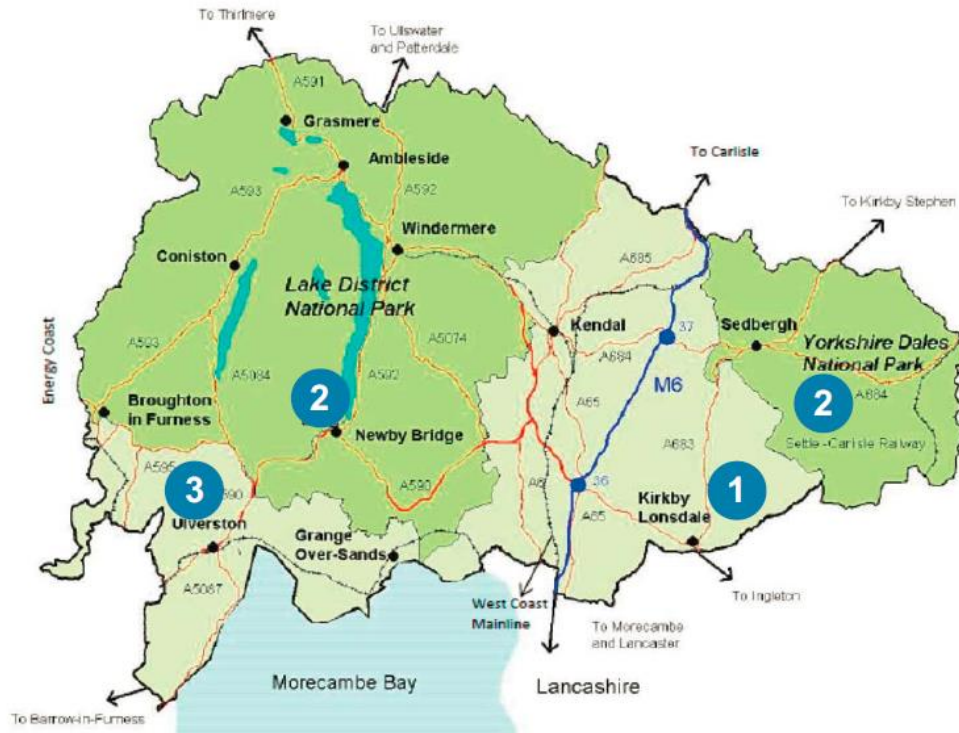 To Thirlmere
To Ullswater
and Patterdale
A591
Grasmere
Ambleside
To Carlisle
A593
A592
To Kirkby Stephen
Windermere
Coniston
A685
Lake District
National Park
Kendal
37
Sedbergh
Yorkshire Dales
National Park
Energy Coast
A593
A5074
A684
M6
A5084
A592
2
A65
2
A684
Broughton
in Furness
Newby Bridge
A683
Settle-Carlisle Railway
A595
3
A590
36
1
A6
Kirkby
Lonsdale
Ulverston
Grange
Over-Sands
A65
A5087
West Coast
Mainline
To Ingleton
To Morecambe
and Lancaster
Morecambe Bay
Lancashire
To Barrow-in-Furness